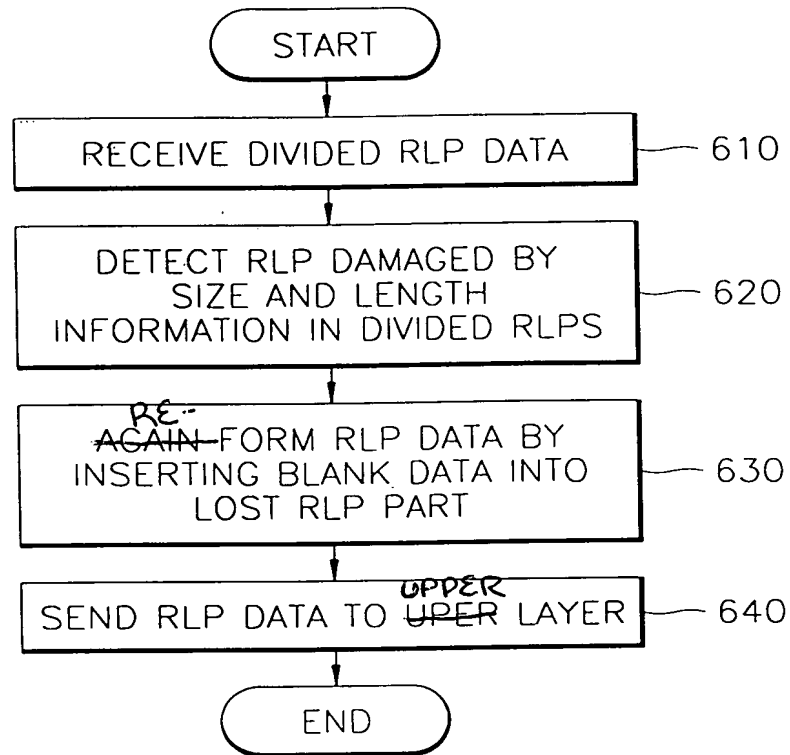 START
RECEIVE DIVIDED RLP DATA 610
DETECT RLP DAMAGED BY
SIZE AND LENGTH 620
INFORMATION IN DIVIDED RLPS
RE-
AGAIN FORM RLP DATA BY
INSERTING BLANK DATA INTO 630
LOST RLP PART
UPPER
SEND RLP DATA TO UPER LAYER 640
END